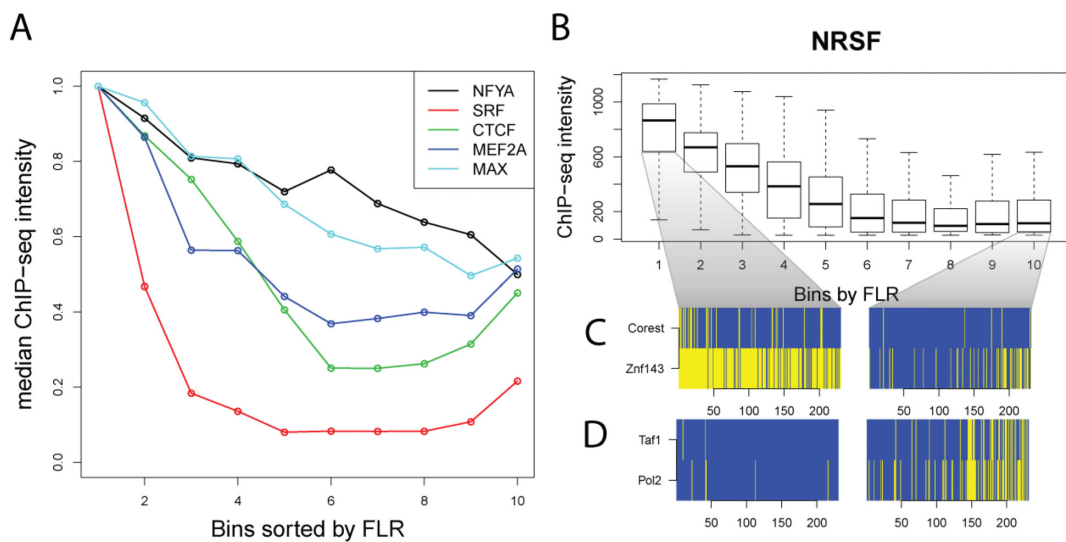 A
median ChIP-seq intensity
1.0
0.8
0.6
0.4
0.2
0.0
NFYA
SRF
CTCF
MEF2A
MAX
2 4 6 8 10
Bins sorted by FLR
B
NRSF
ChIP-seq intensity
1000
600
200
0
1 2 3 4 5 6 7 8 9 10
Bins by FLR
C
Corest
Znf143
50 100 150 200
50 100 150 200
D
Taf1
Pol2
50 100 150 200
50 100 150 200